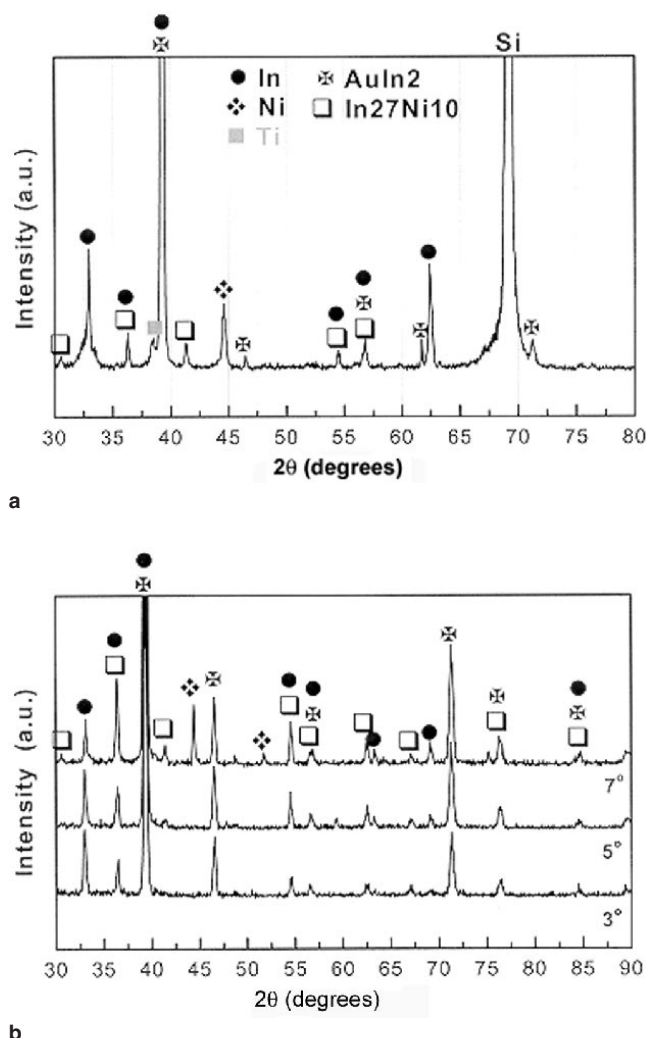 Si
In AuIn2
Ni In27Ni10
Ti
Intensity (a.u.)
30 35 40 45 50 55 60 65 70 75 80
2θ (degrees)
a
Intensity (a.u.)
7°
5°
3°
30 35 40 45 50 55 60 65 70 75 80 85 90
2θ (degrees)
b